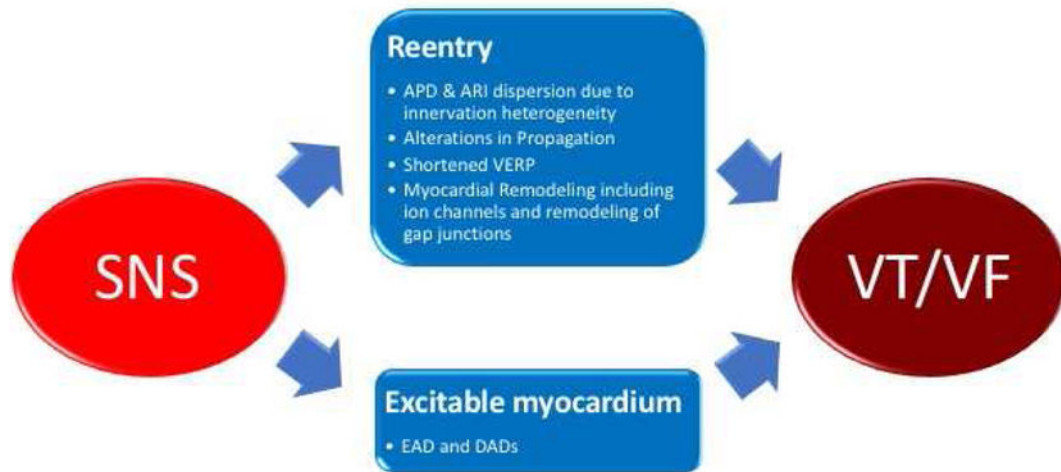 Reentry
• APD & ARI dispersion due to
innervation heterogeneity
• Alterations in Propagation
• Shortened VERP
• Myocardial Remodeling including
ion channels and remodeling of
gap junctions
SNS
VT/VF
Excitable myocardium
• EAD and DADs